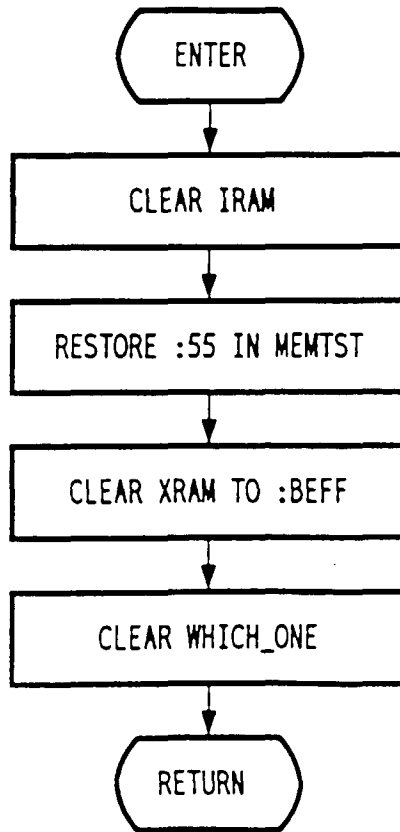 ENTER
CLEAR IRAM
RESTORE :55 IN MEMTST
CLEAR XRAM TO :BEFF
CLEAR WHICH_ONE
RETURN